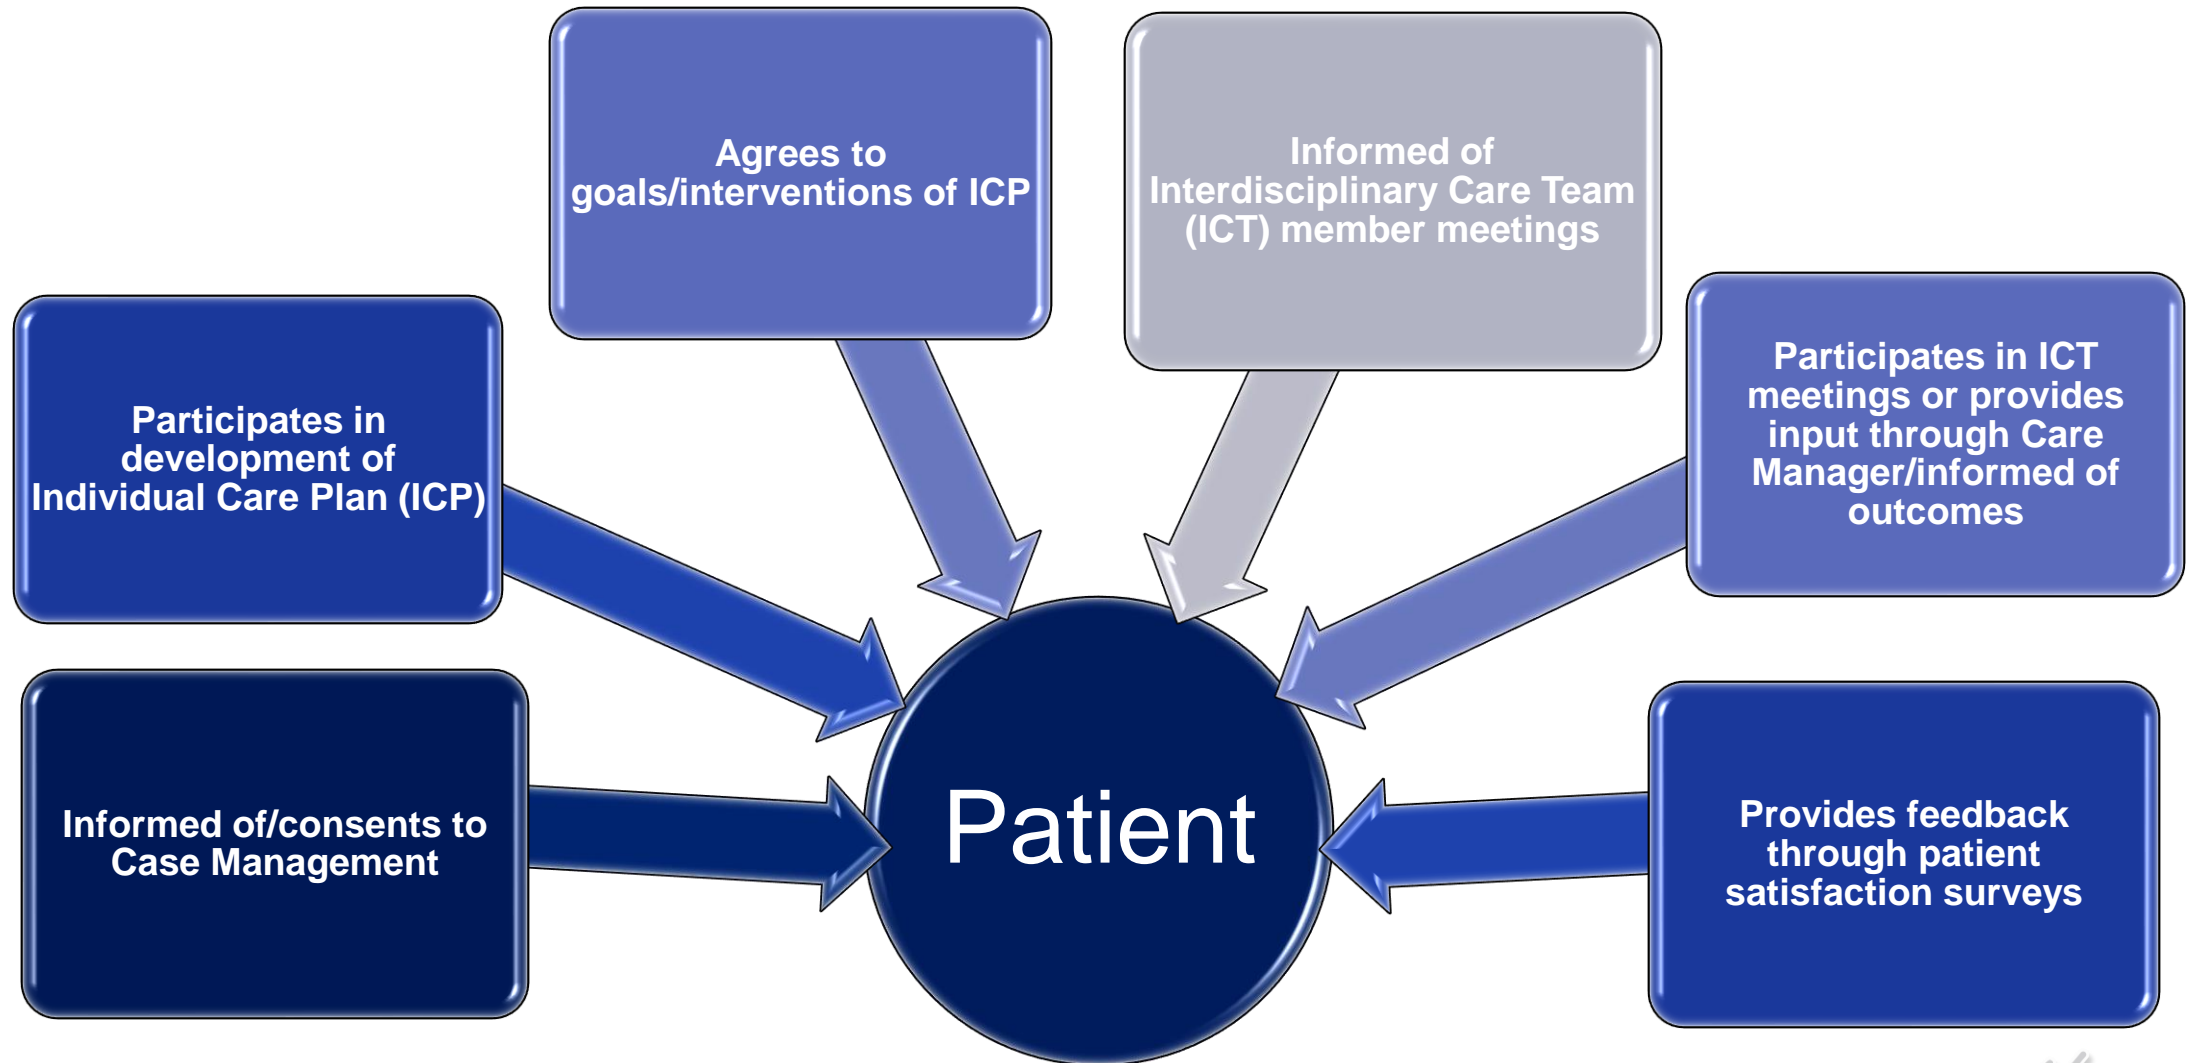 Agrees to
goals/interventions of ICP
Informed of
Interdisciplinary Care Team
(ICT) member meetings
Participates in
development of
Individual Care Plan (ICP)
Participates in ICT
meetings or provides
input through Care
Manager/informed of
outcomes
Informed of/consents to
Case Management
Patient
Provides feedback
through patient
satisfaction surveys